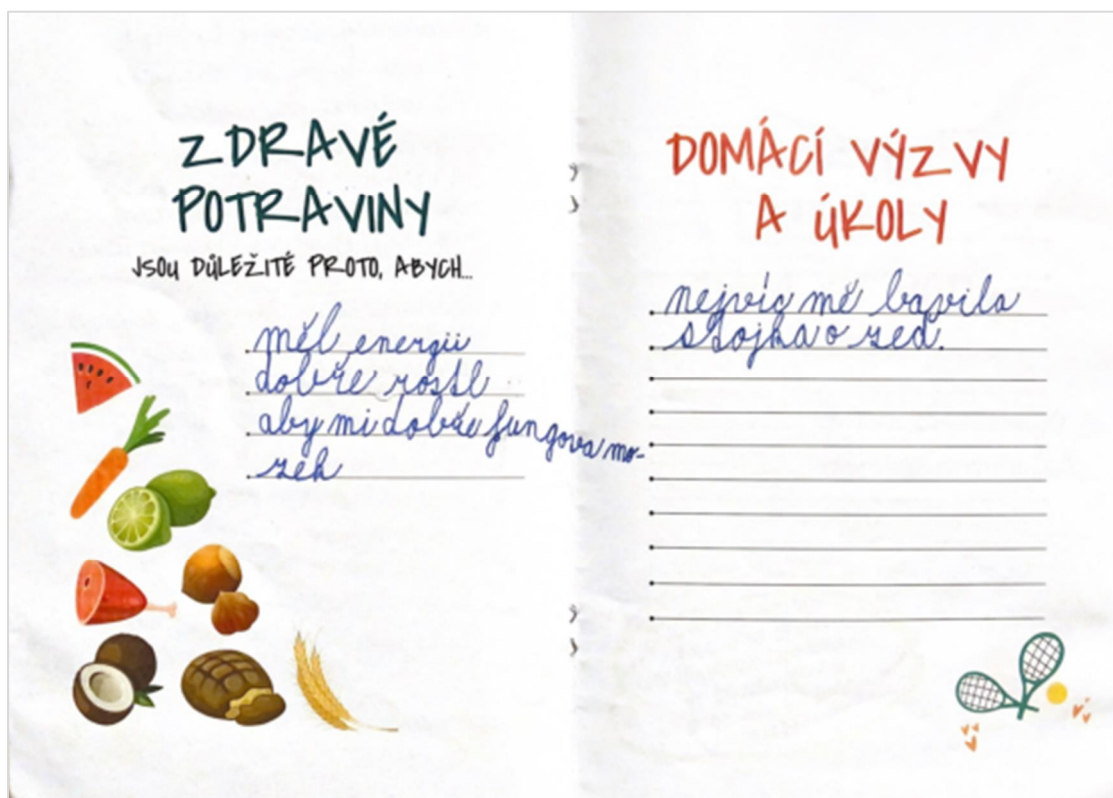 ZDRAVÉ
POTRAVINY
JSOU DŮLEŽITÉ PROTO, ABYCH...
měl energii
dobře rostl
aby mi dobře fungova mo-
zek
DOMÁCÍ VÝZVY
A ÚKOLY
nejvíc mě bavila
stojka o zed.